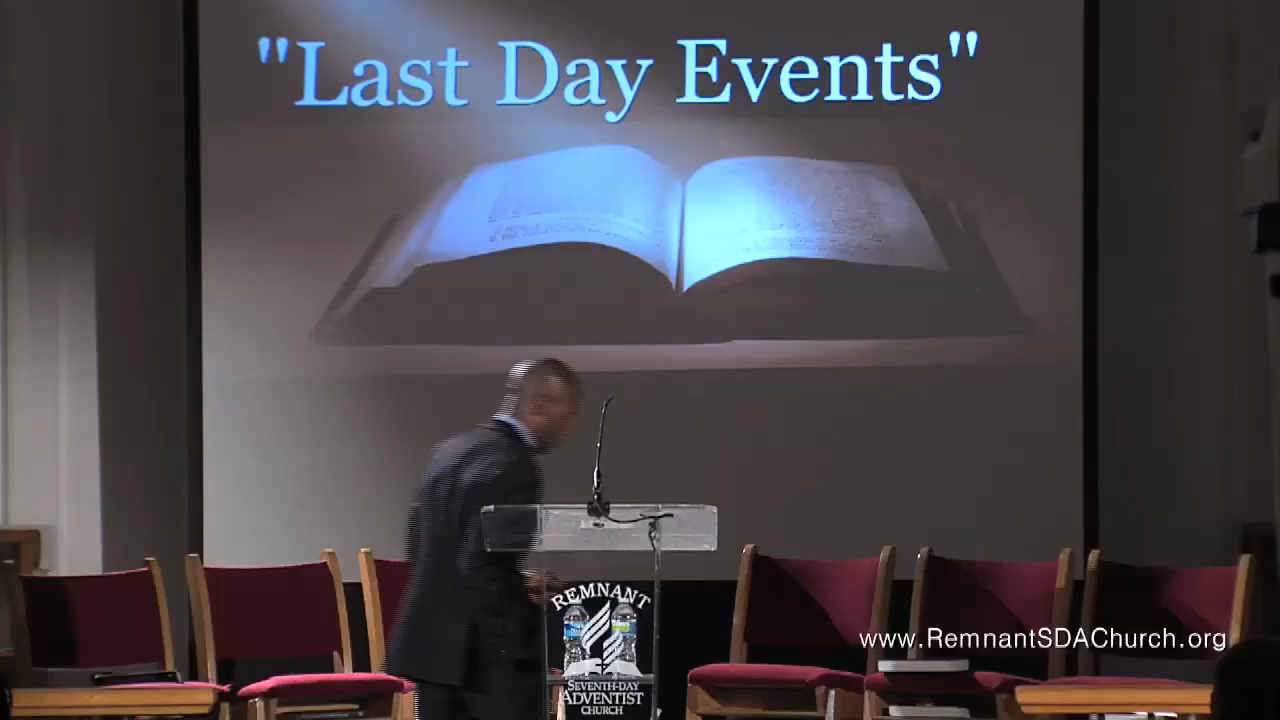 "Last Day Events"
REMNANT
SEVENTH-DAY
ADVENTIST
CHURCH
www.RemnantSDAChurch.org